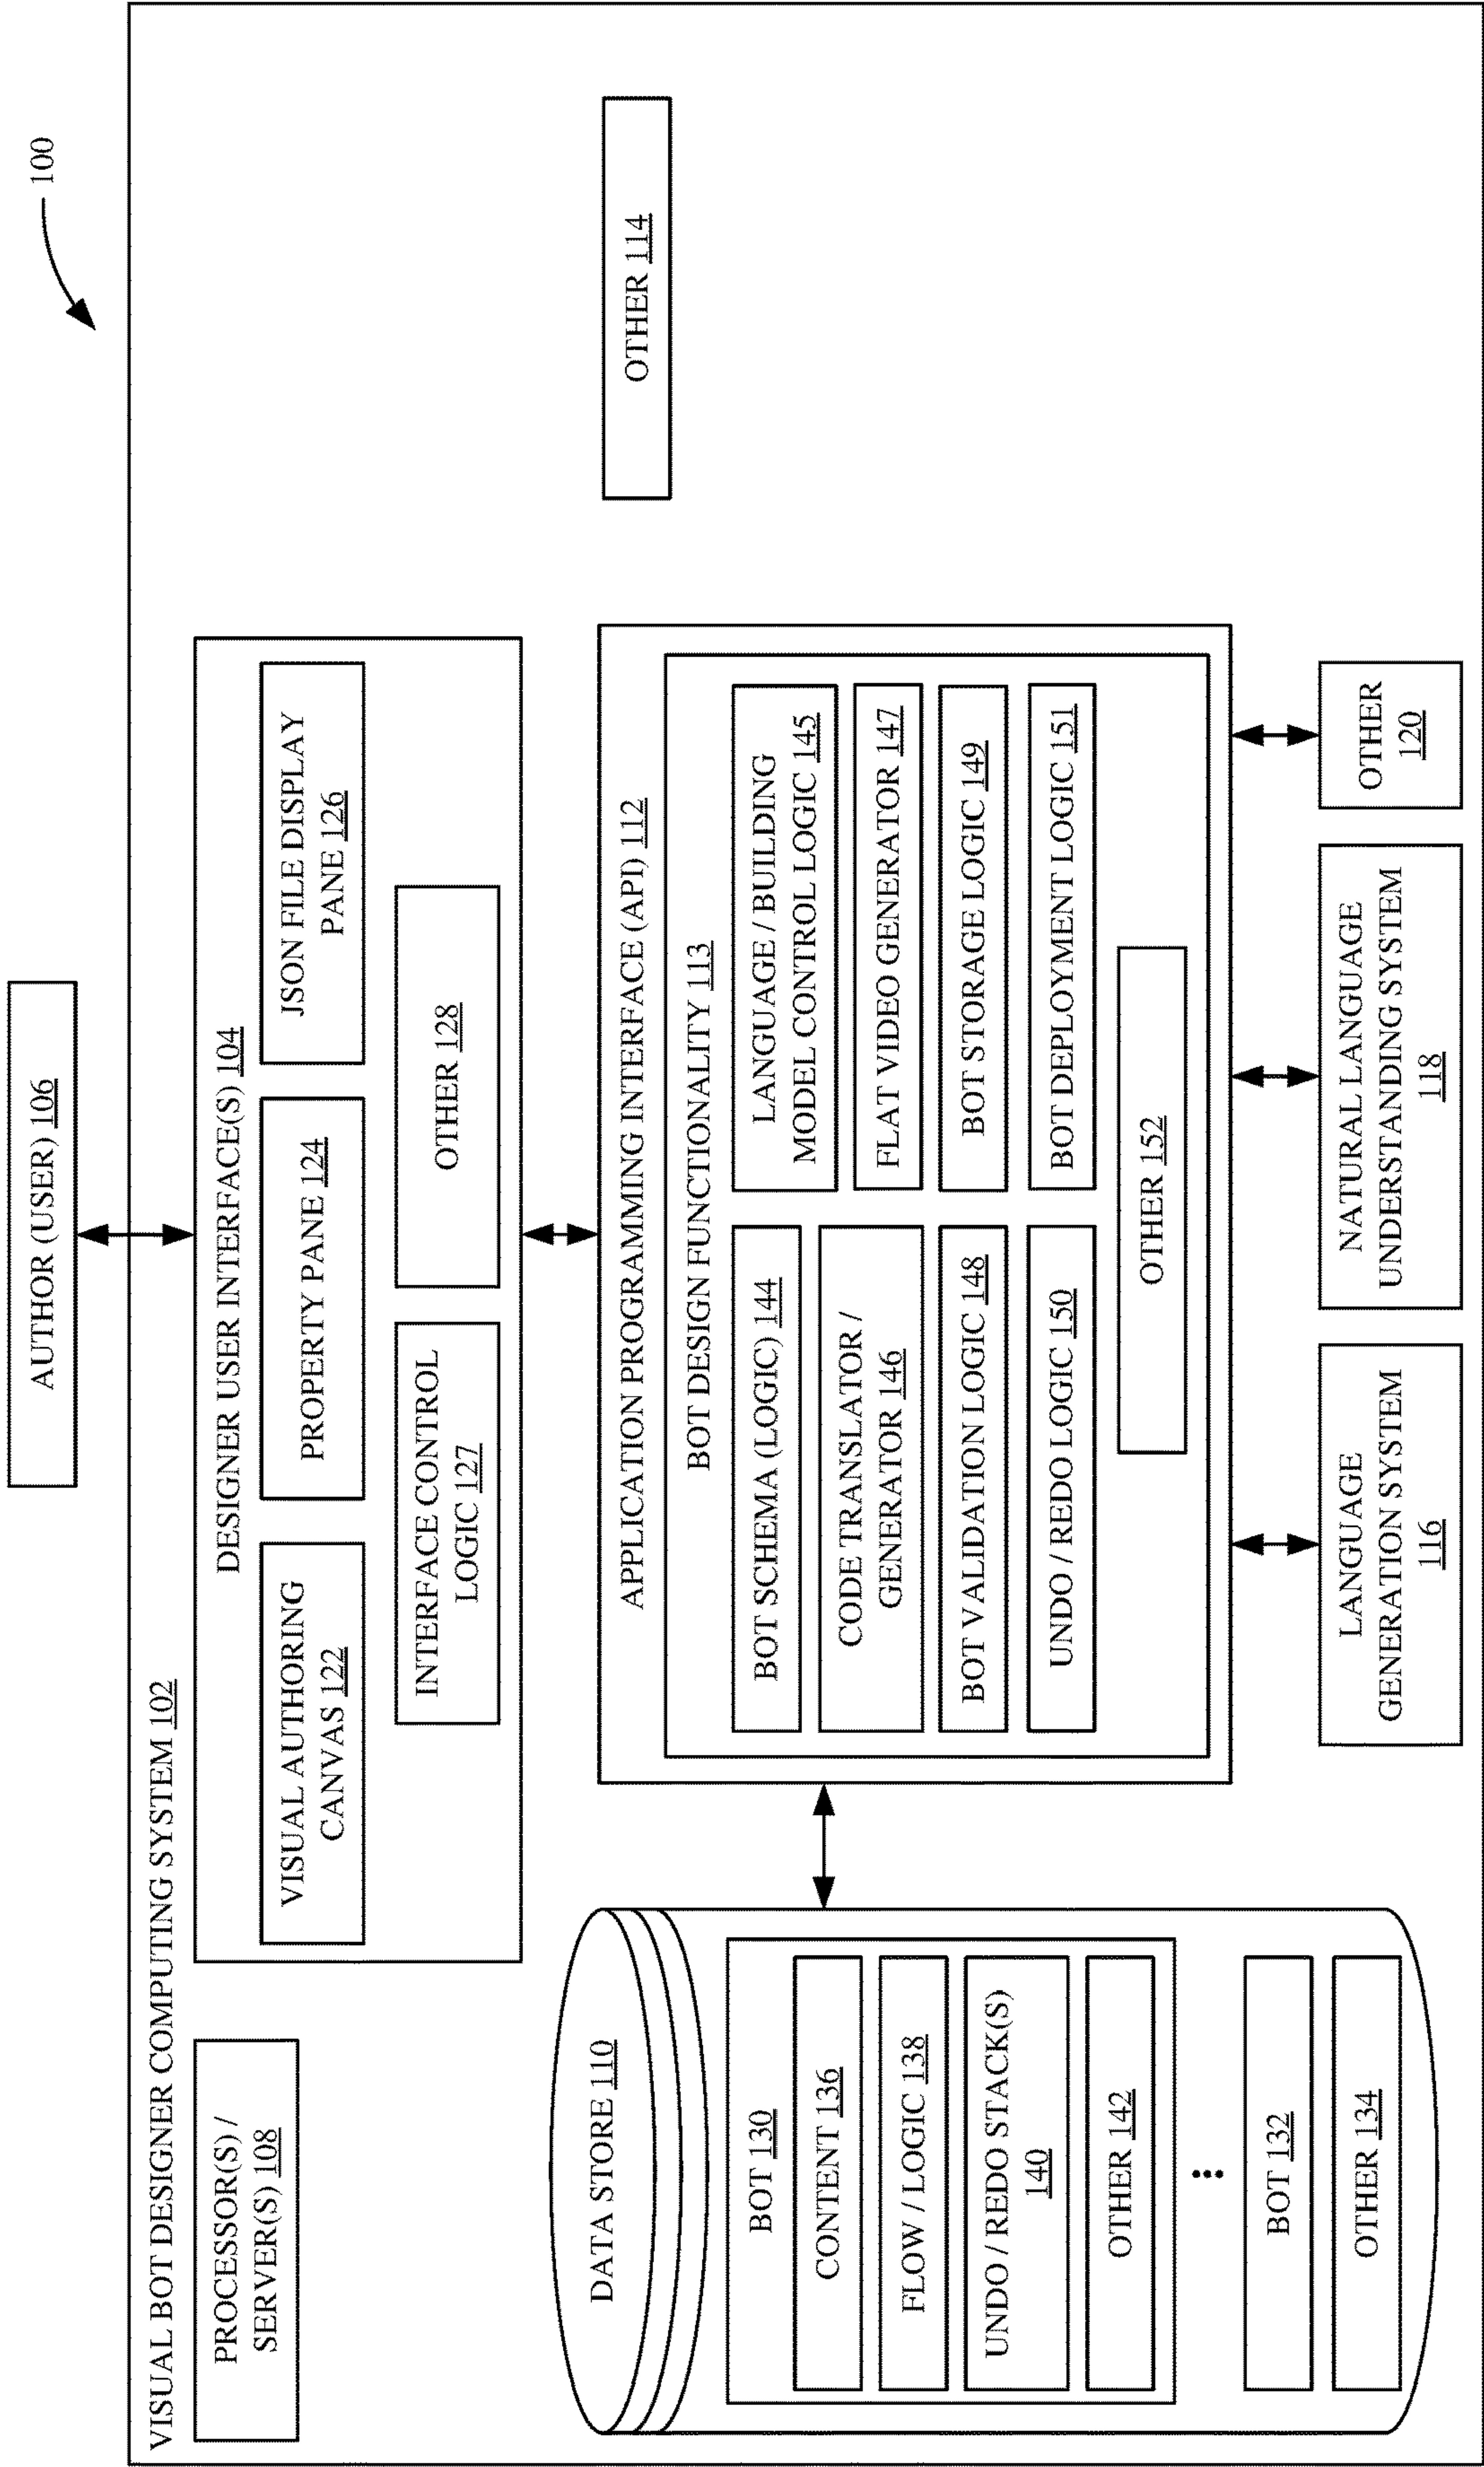 100
AUTHOR (USER) 106
VISUAL BOT DESIGNER COMPUTING SYSTEM 102
PROCESSOR(S) /
SERVER(S) 108
DESIGNER USER INTERFACE(S) 104
VISUAL AUTHORING
CANVAS 122
PROPERTY PANE 124
JSON FILE DISPLAY
PANE 126
INTERFACE CONTROL
LOGIC 127
OTHER 128
DATA STORE 110
BOT 130
CONTENT 136
FLOW / LOGIC 138
UNDO / REDO STACK(S)
140
OTHER 142
BOT 132
OTHER 134
APPLICATION PROGRAMMING INTERFACE (API) 112
BOT DESIGN FUNCTIONALITY 113
BOT SCHEMA (LOGIC) 144
CODE TRANSLATOR /
GENERATOR 146
BOT VALIDATION LOGIC 148
UNDO / REDO LOGIC 150
LANGUAGE / BUILDING
MODEL CONTROL LOGIC 145
FLAT VIDEO GENERATOR 147
BOT STORAGE LOGIC 149
BOT DEPLOYMENT LOGIC 151
OTHER 152
OTHER 114
LANGUAGE
GENERATION SYSTEM
116
NATURAL LANGUAGE
UNDERSTANDING SYSTEM
118
OTHER
120